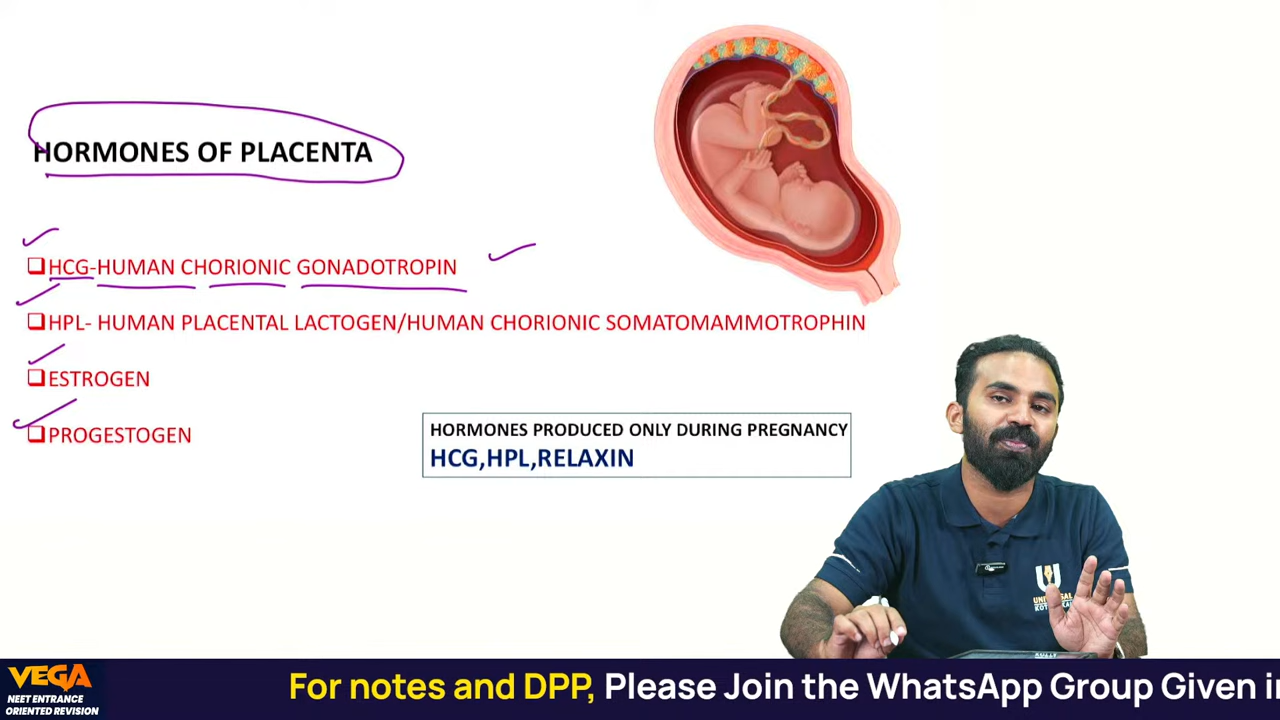 HORMONES OF PLACENTA
HCG-HUMAN CHORIONIC GONADOTROPIN
HPL- HUMAN PLACENTAL LACTOGEN/HUMAN CHORIONIC SOMATOMAMMOTROPHIN
ESTROGEN
PROGESTOGEN
HORMONES PRODUCED ONLY DURING PREGNANCY
HCG,HPL,RELAXIN
VEGA
NEET ENTRANCE
ORIENTED REVISION
For notes and DPP, Please Join the WhatsApp Group Given in